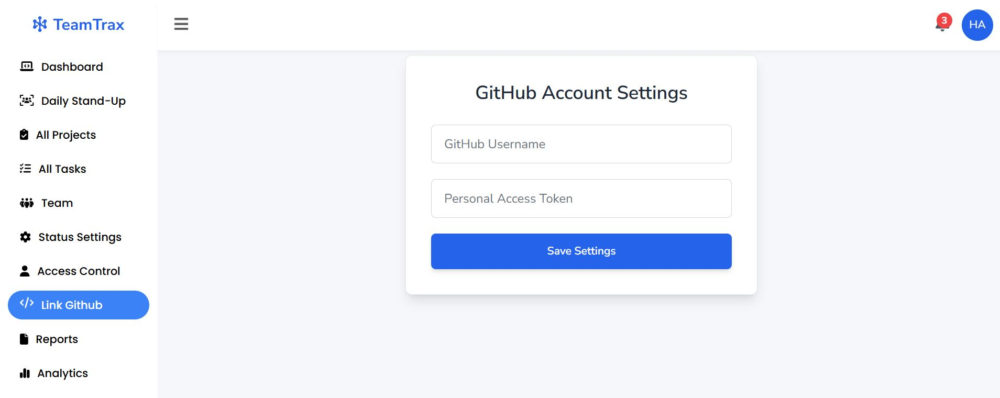 TeamTrax
3
HA
Dashboard
Daily Stand-Up
All Projects
All Tasks
Team
Status Settings
Access Control
Link Github
Reports
Analytics
GitHub Account Settings
GitHub Username
Personal Access Token
Save Settings